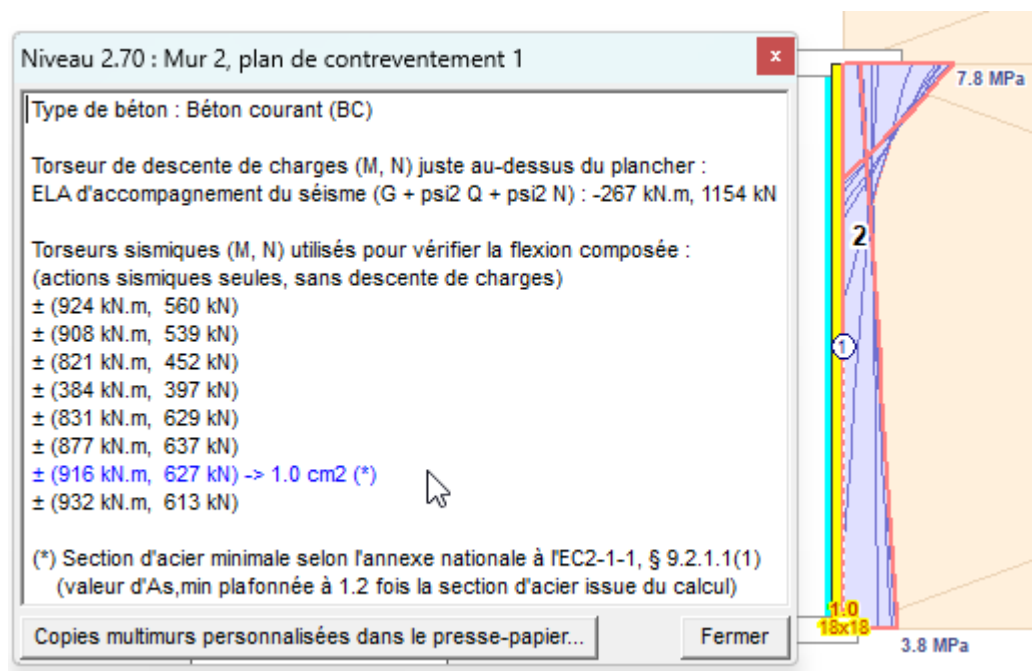 Niveau 2.70 : Mur 2, plan de contreventement 1
x
Type de béton : Béton courant (BC)
Torseur de descente de charges (M, N) juste au-dessus du plancher :
ELA d'accompagnement du séisme (G + psi2 Q + psi2 N) : -267 kN.m, 1154 kN
Torseurs sismiques (M, N) utilisés pour vérifier la flexion composée :
(actions sismiques seules, sans descente de charges)
± (924 kN.m, 560 kN)
± (908 kN.m, 539 kN)
± (821 kN.m, 452 kN)
± (384 kN.m, 397 kN)
± (831 kN.m, 629 kN)
± (877 kN.m, 637 kN)
± (916 kN.m, 627 kN) -> 1.0 cm2 (*)
± (932 kN.m, 613 kN)
(*) Section d'acier minimale selon l'annexe nationale à l'EC2-1-1, § 9.2.1.1(1)
(valeur d'As,min plafonnée à 1.2 fois la section d'acier issue du calcul)
Copies multimurs personnalisées dans le presse-papier...
Fermer
7.8 MPa
2
1
1.0
18x18
3.8 MPa